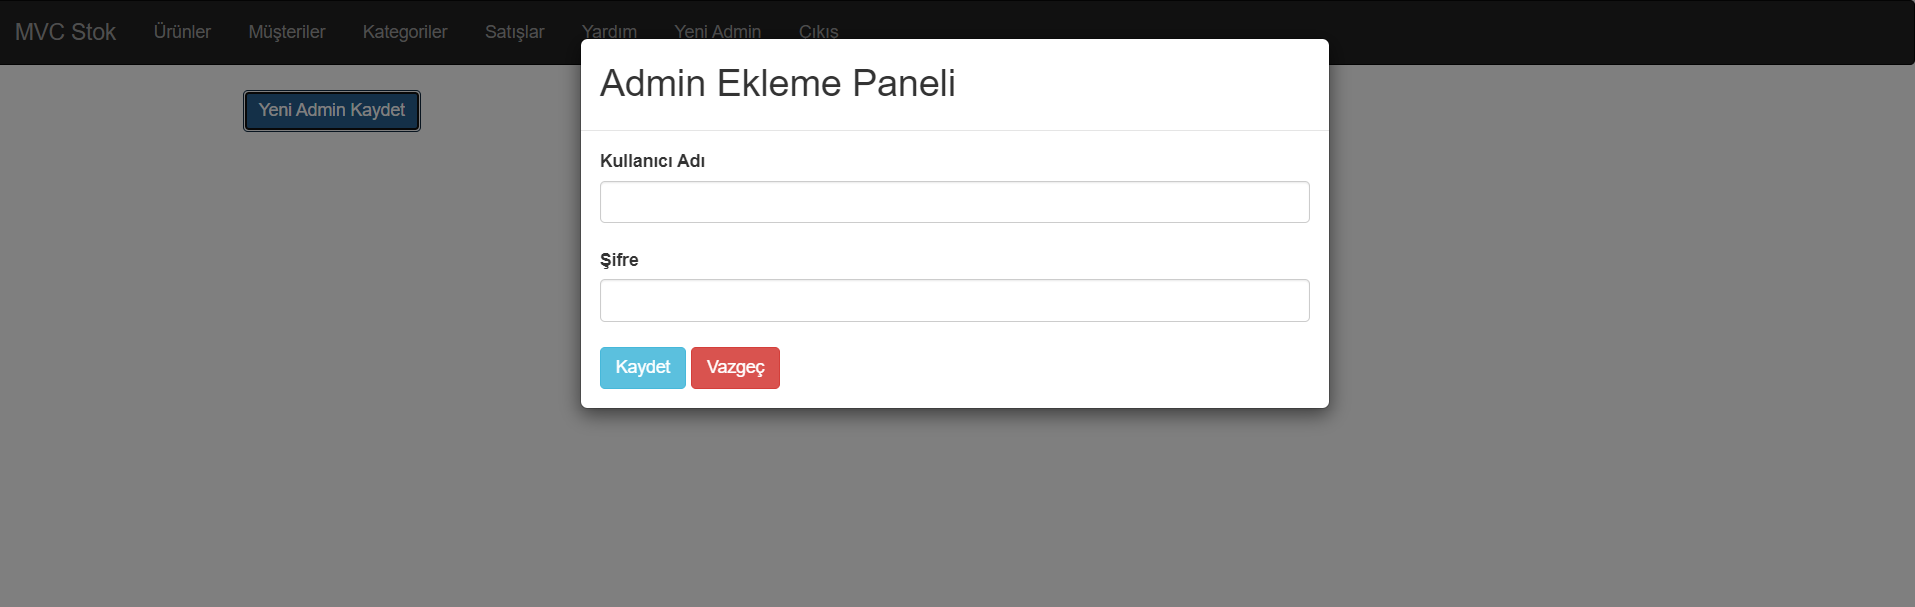 MVC Stok Ürünler Müşteriler Kategoriler Satışlar Yardım Yeni Admin Çıkış
Yeni Admin Kaydet
Admin Ekleme Paneli
Kullanıcı Adı
Şifre
Kaydet Vazgeç